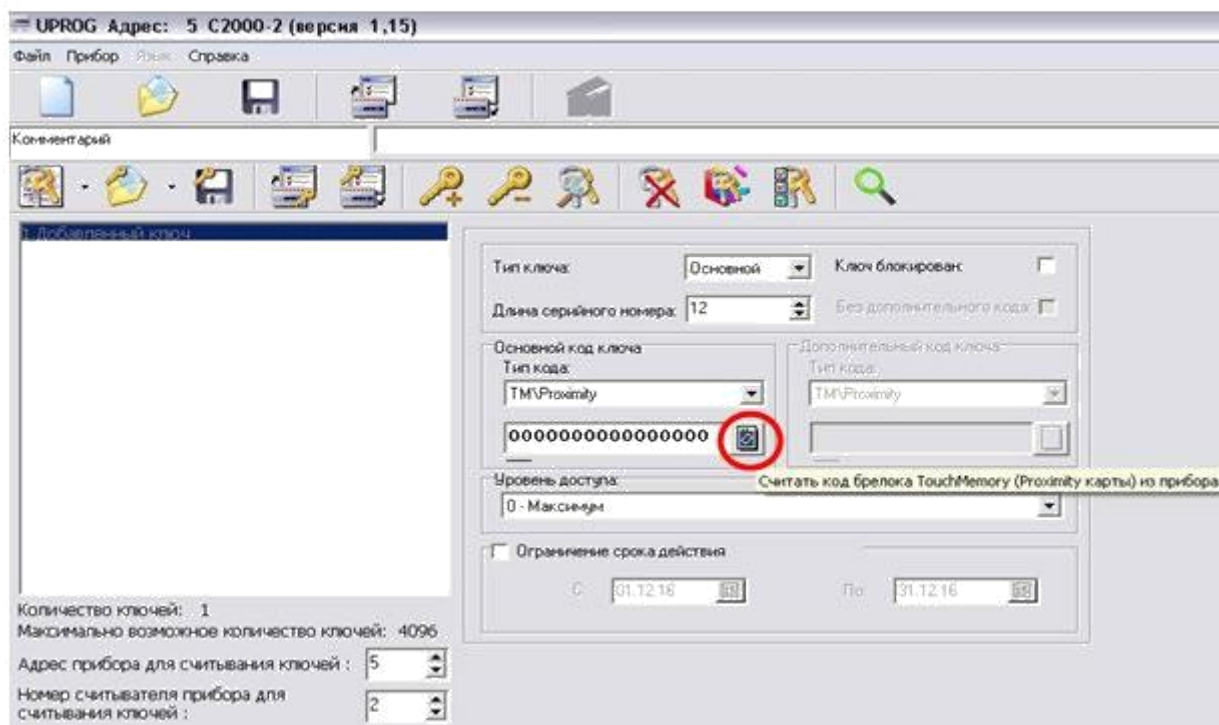 UPROG Адрес: 5 С2000-2 (версия 1,15)
Файл Прибор Язык Справка
Комментарий
1. Добавленный ключ
Тип ключа: Основной Ключ блокирован:
Длина серийного номера: 12 Без дополнительного кода:
Основной код ключа Дополнительный код ключа
Тип кода: Тип кода:
TM\Proximity TM\Proximity
0000000000000000
Считать код брелока TouchMemory (Proximity карты) из прибора
Уровень доступа:
0 - Максимум
Ограничение срока действия
С 01.12.16 По 31.12.16
Количество ключей: 1
Максимально возможное количество ключей: 4096
Адрес прибора для считывания ключей : 5
Номер считывателя прибора для
считывания ключей : 2